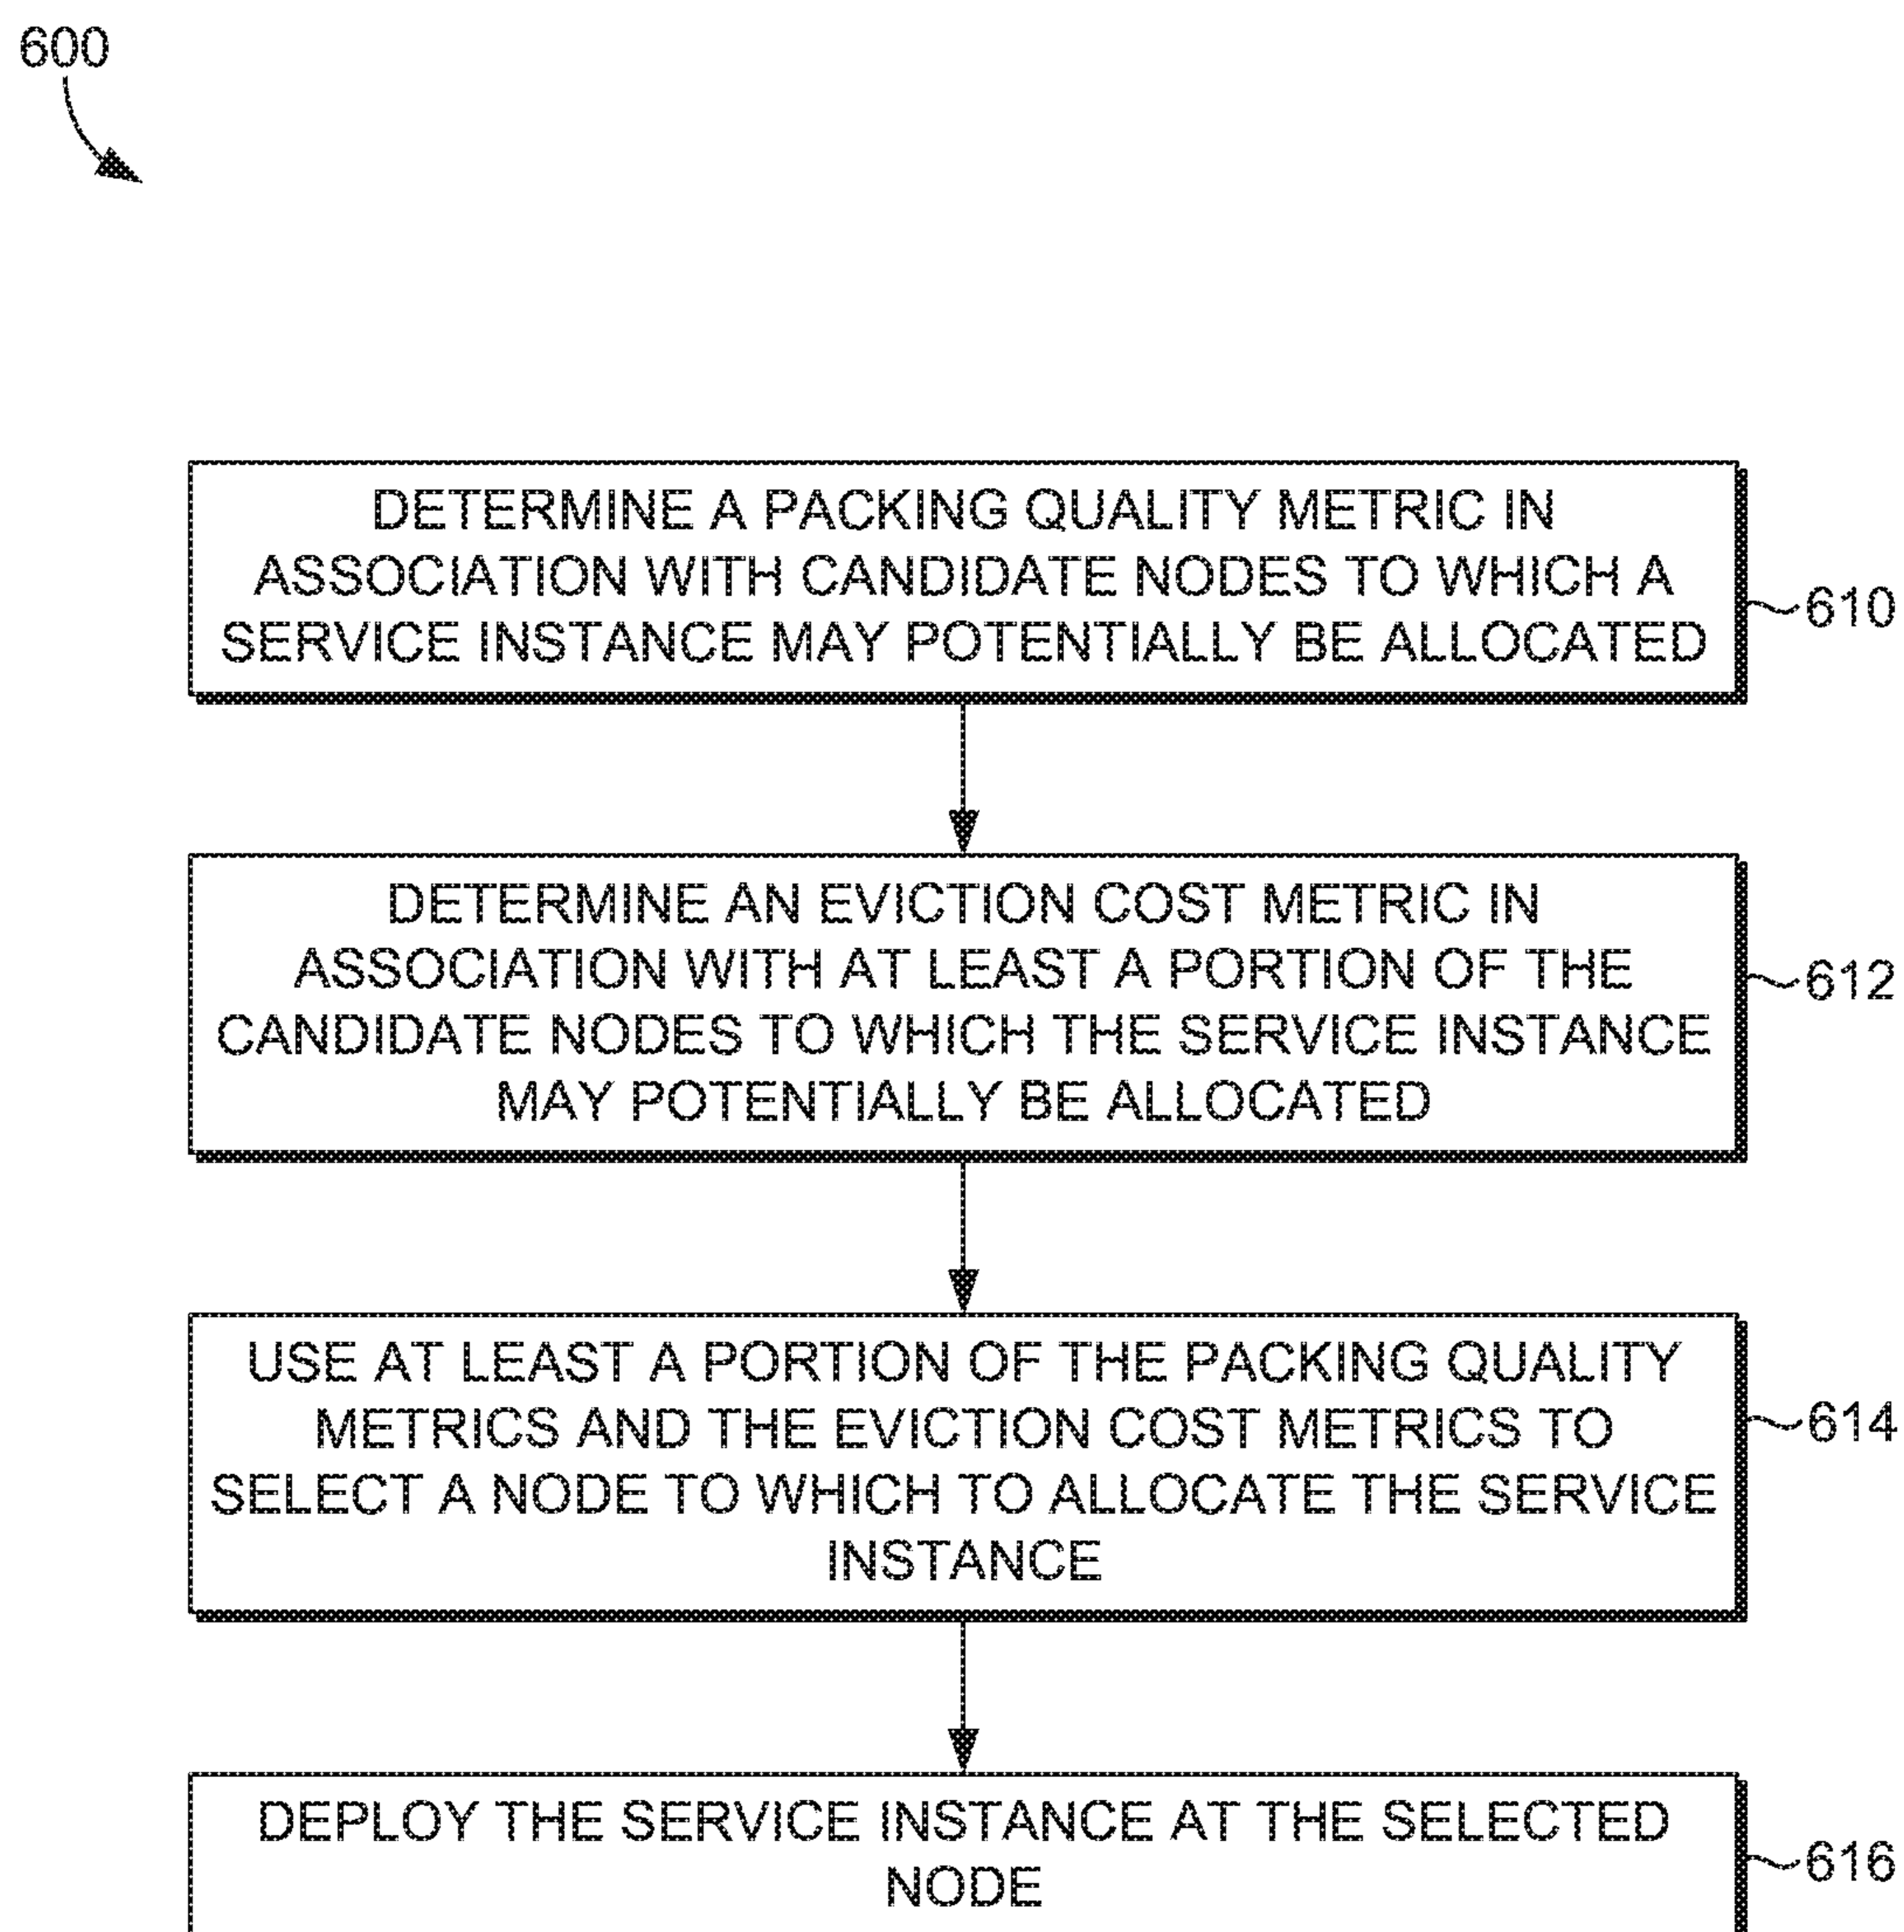 600
DETERMINE A PACKING QUALITY METRIC IN
ASSOCIATION WITH CANDIDATE NODES TO WHICH A
SERVICE INSTANCE MAY POTENTIALLY BE ALLOCATED
610
DETERMINE AN EVICTION COST METRIC IN
ASSOCIATION WITH AT LEAST A PORTION OF THE
CANDIDATE NODES TO WHICH THE SERVICE INSTANCE
MAY POTENTIALLY BE ALLOCATED
612
USE AT LEAST A PORTION OF THE PACKING QUALITY
METRICS AND THE EVICTION COST METRICS TO
SELECT A NODE TO WHICH TO ALLOCATE THE SERVICE
INSTANCE
614
DEPLOY THE SERVICE INSTANCE AT THE SELECTED
NODE
616